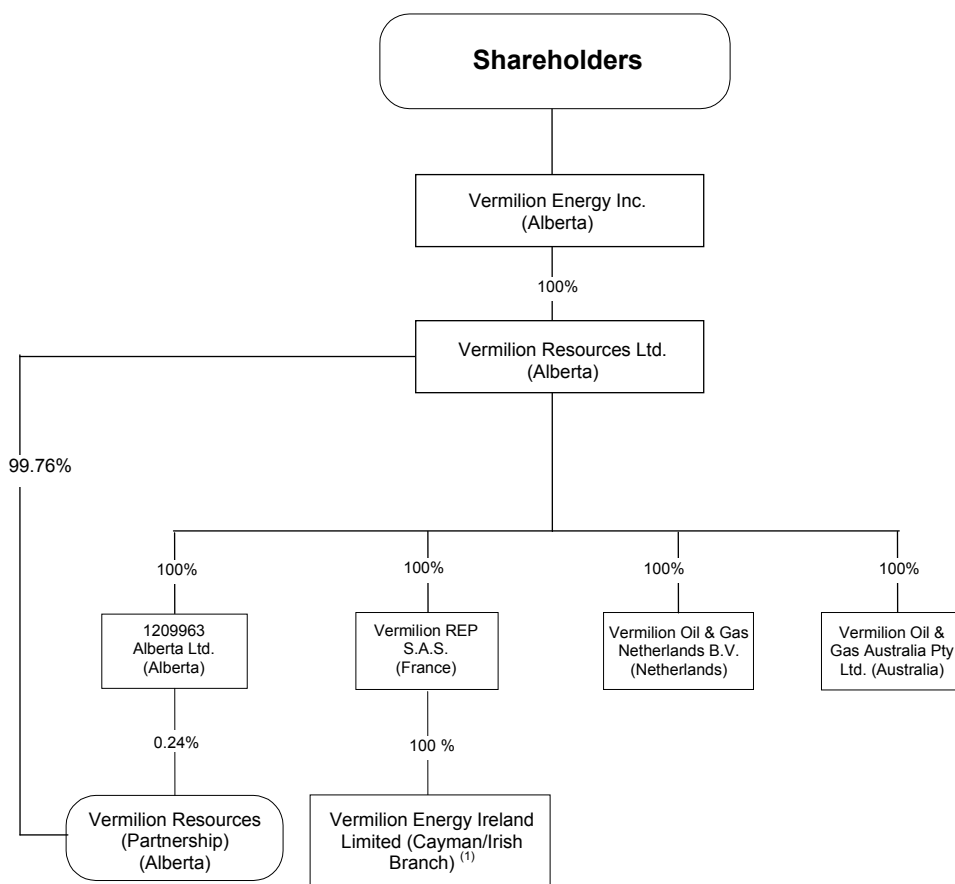 Shareholders
Vermilion Energy Inc.
(Alberta)
100%
Vermilion Resources Ltd.
(Alberta)
99.76%
100%
100%
100%
100%
1209963
Alberta Ltd.
(Alberta)
Vermilion REP
S.A.S.
(France)
Vermilion Oil & Gas
Netherlands B.V.
(Netherlands)
Vermilion Oil &
Gas Australia Pty
Ltd. (Australia)
0.24%
100 %
Vermilion Resources
(Partnership)
(Alberta)
Vermilion Energy Ireland
Limited (Cayman/Irish
Branch) (1)